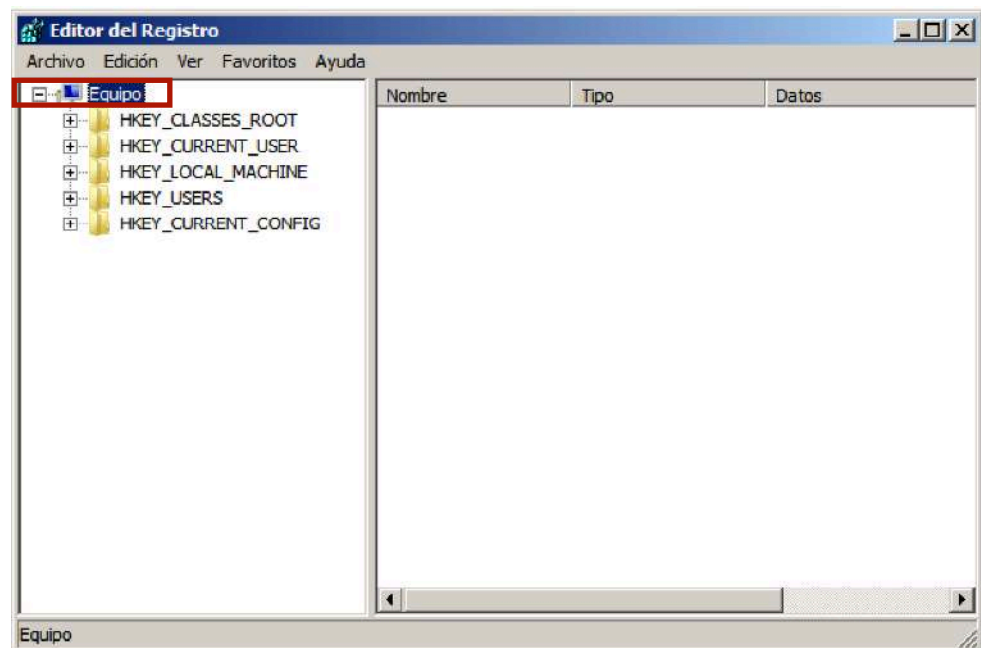 Editor del Registro
Archivo Edición Ver Favoritos Ayuda
Equipo
HKEY_CLASSES_ROOT
HKEY_CURRENT_USER
HKEY_LOCAL_MACHINE
HKEY_USERS
HKEY_CURRENT_CONFIG
Nombre Tipo Datos
Equipo